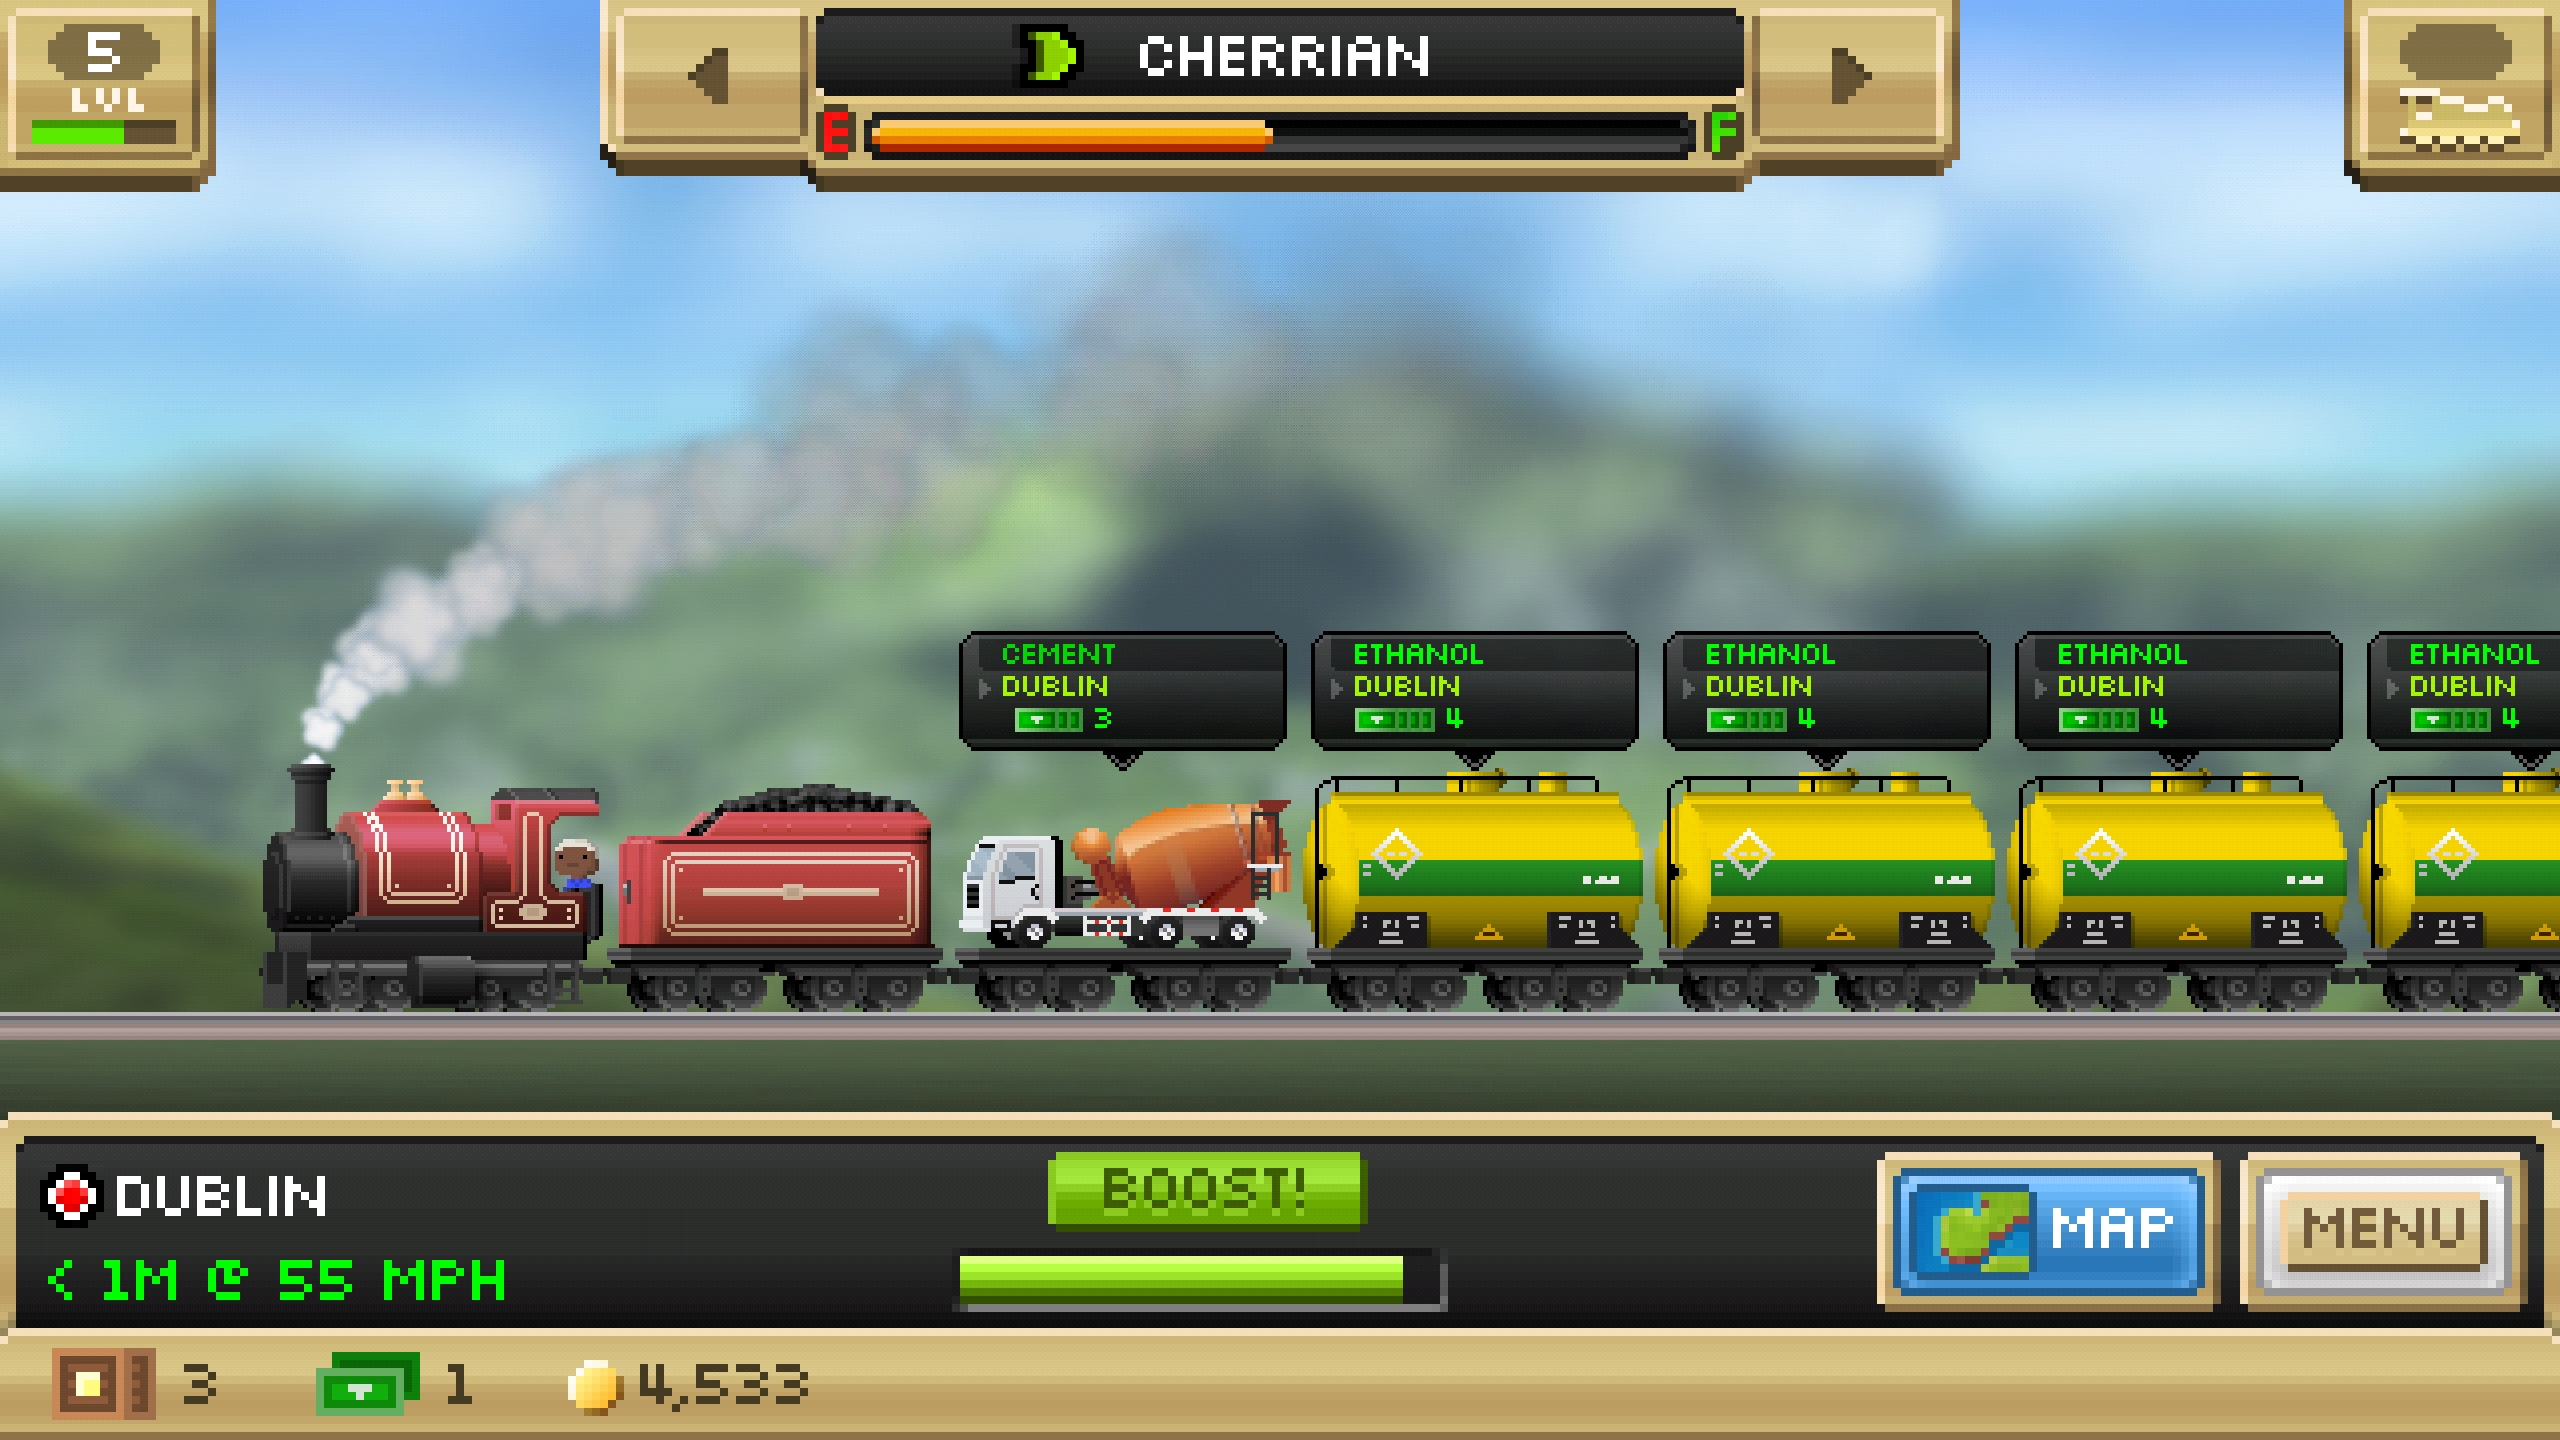 5
LVL
CHERRIAN
E F
CEMENT
DUBLIN
3
ETHANOL
DUBLIN
4
ETHANOL
DUBLIN
4
ETHANOL
DUBLIN
4
ETHANOL
DUBLIN
4
DUBLIN
< 1M @ 55 MPH
BOOST!
MAP
MENU
3 1 4,533